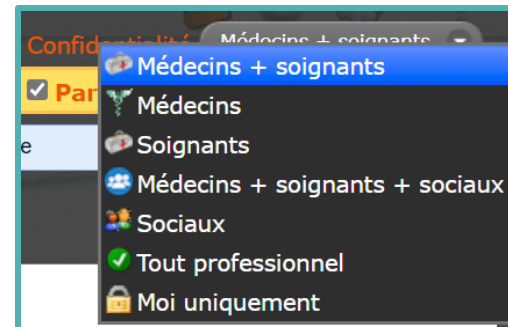 Confidentialité Médecins + soignants
Médecins + soignants
Par
Médecins
e
Soignants
Médecins + soignants + sociaux
Sociaux
Tout professionnel
Moi uniquement